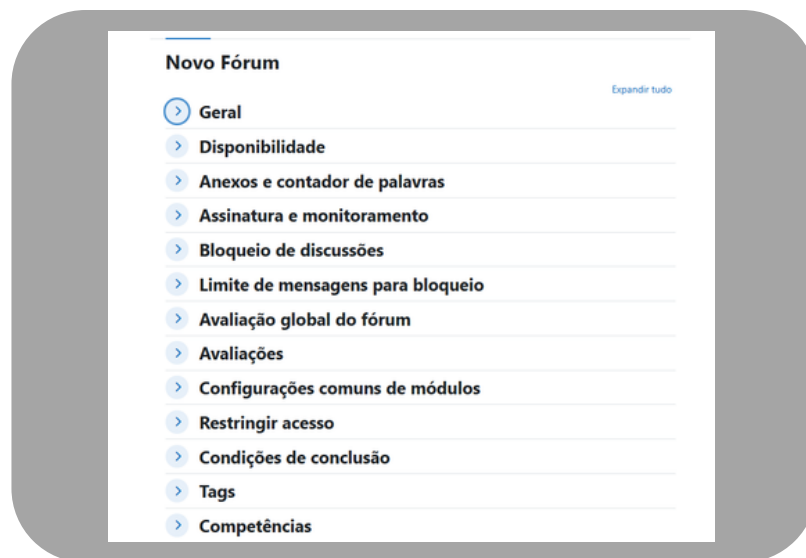 Novo Fórum
Expandir tudo
Geral
Disponibilidade
Anexos e contador de palavras
Assinatura e monitoramento
Bloqueio de discussões
Limite de mensagens para bloqueio
Avaliação global do fórum
Avaliações
Configurações comuns de módulos
Restringir acesso
Condições de conclusão
Tags
Competências